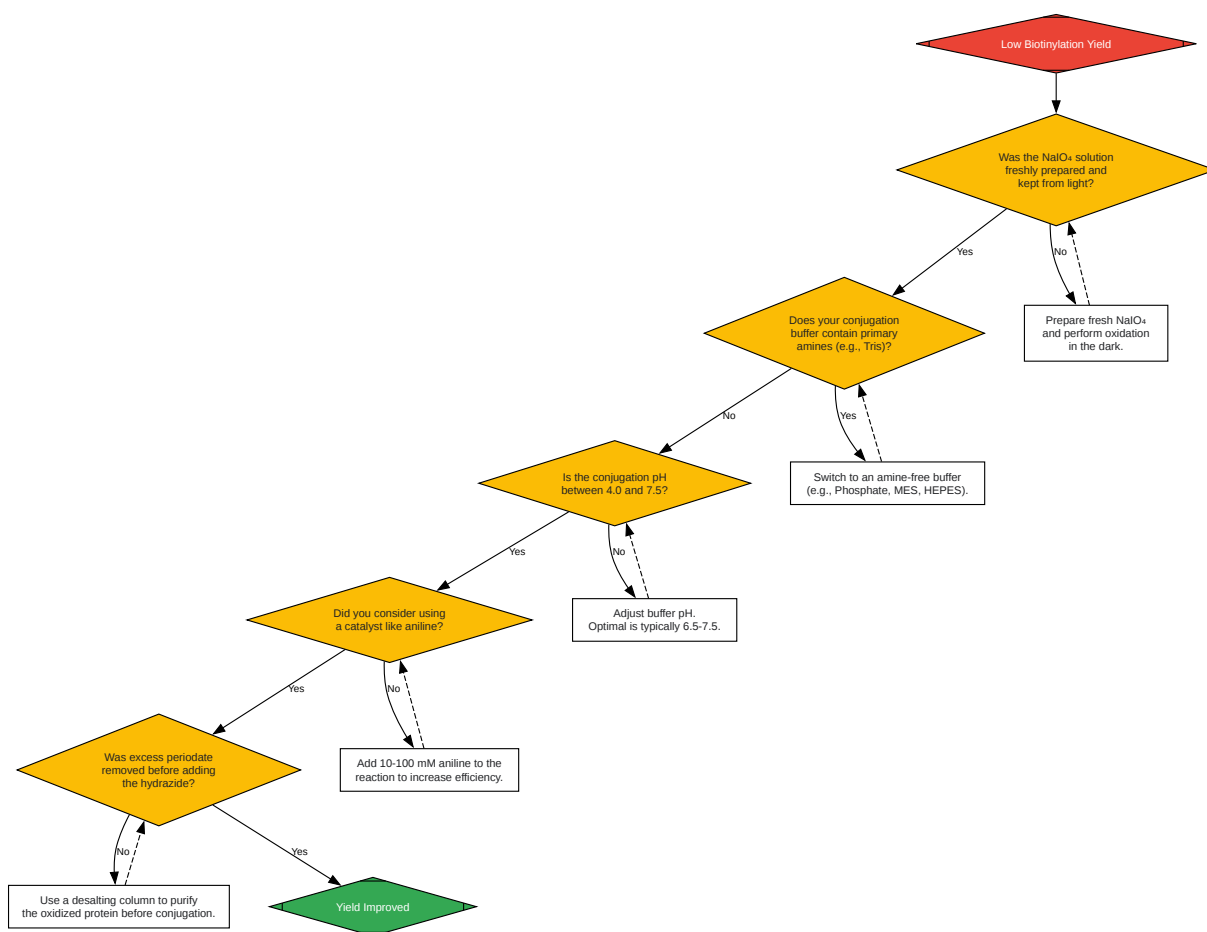 Low Biotinylation Yield
Was the NaIO₄ solution
freshly prepared and
kept from light?
Yes
No
Prepare fresh NaIO₄
and perform oxidation
in the dark.
Does your conjugation
buffer contain primary
amines (e.g., Tris)?
No
Yes
Switch to an amine-free buffer
(e.g., Phosphate, MES, HEPES).
Is the conjugation pH
between 4.0 and 7.5?
Yes
No
Adjust buffer pH.
Optimal is typically 6.5-7.5.
Did you consider using
a catalyst like aniline?
Yes
No
Add 10-100 mM aniline to the
reaction to increase efficiency.
Was excess periodate
removed before adding
the hydrazide?
No
Yes
Use a desalting column to purify
the oxidized protein before conjugation.
Yield Improved